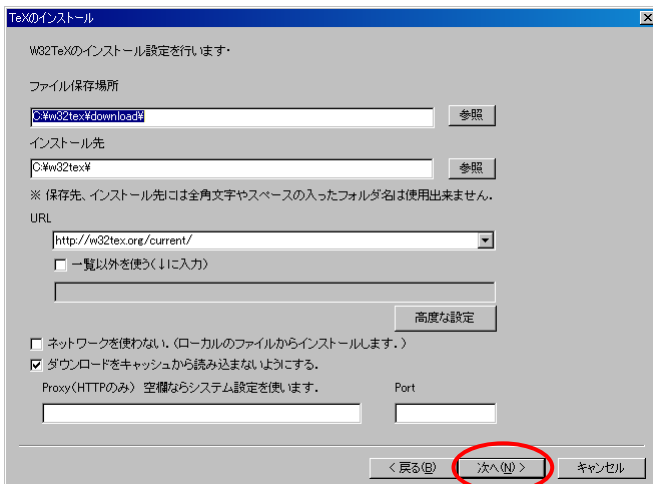 TeXのインストール
W32TeXのインストール設定を行います.
ファイル保存場所
C:¥w32tex¥download¥
参照
インストール先
C:¥w32tex¥
参照
※ 保存先、インストール先には全角文字やスペースの入ったフォルダ名は使用出来ません.
URL
http://w32tex.org/current/
一覧以外を使う(↓に入力)
高度な設定
ネットワークを使わない.(ローカルのファイルからインストールします.)
ダウンロードをキャッシュから読み込まないようにする.
Proxy(HTTPのみ) 空欄ならシステム設定を使います. Port
< 戻る(B) 次へ(N) > キャンセル